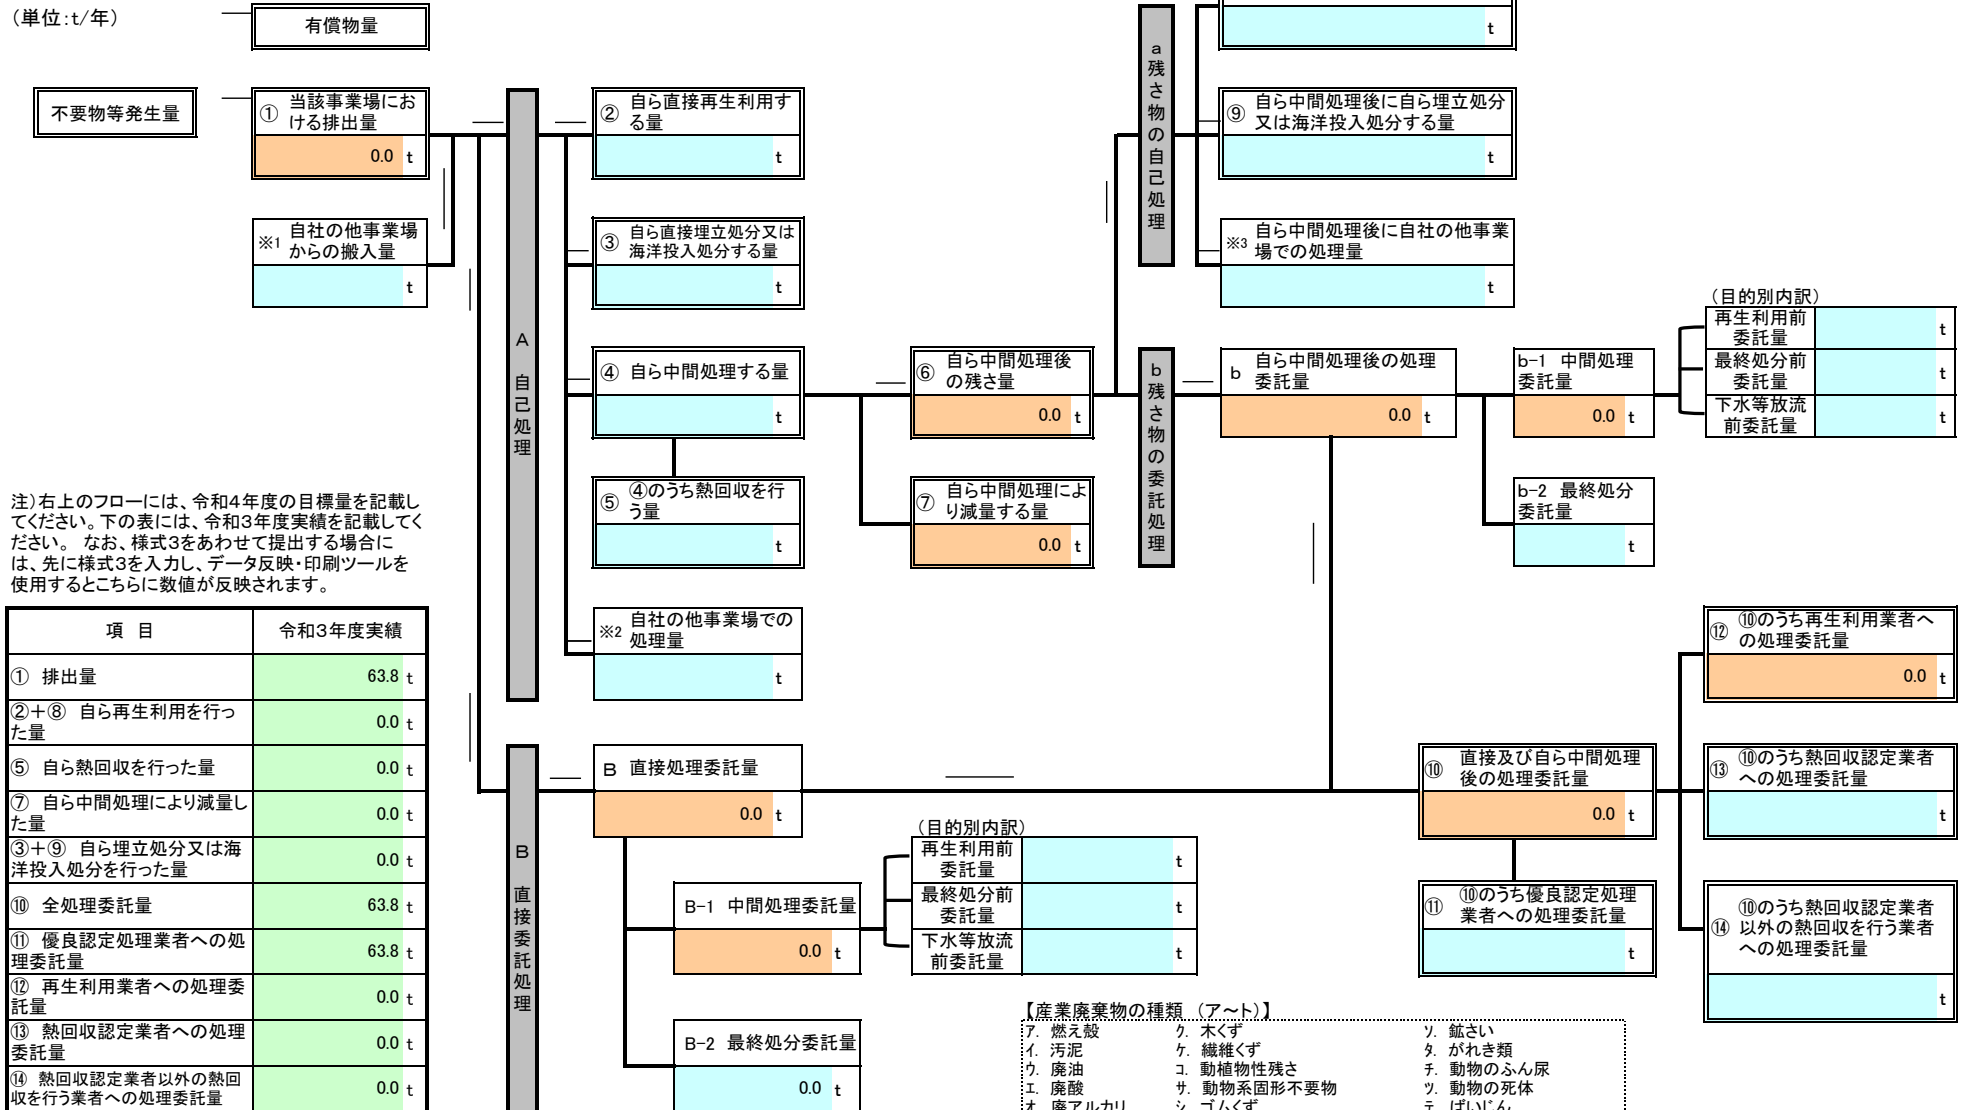 （単位:t/年）
有償物量
t
不要物等発生量
① 当該事業場にお
ける排出量
0.0 t
※1 自社の他事業場
からの搬入量
t
A 自己処理
② 自ら直接再生利用す
る量
t
③ 自ら直接埋立処分又は
海洋投入処分する量
t
④ 自ら中間処理する量
t
⑤ ④のうち熱回収を行
う量
t
※2 自社の他事業場での
処理量
t
⑥ 自ら中間処理後
の残さ量
0.0 t
⑦ 自ら中間処理によ
り減量する量
0.0 t
a残さ物の自己処理
⑨ 自ら中間処理後に自ら埋立処分
又は海洋投入処分する量
t
※3 自ら中間処理後に自社の他事業
場での処理量
t
b残さ物の委託処理
b 自ら中間処理後の処理
委託量
0.0 t
b-1 中間処理
委託量
0.0 t
b-2 最終処分
委託量
t
（目的別内訳）
再生利用前
委託量 t
最終処分前
委託量 t
下水等放流
前委託量 t
注）右上のフローには、令和４年度の目標量を記載し
てください。下の表には、令和３年度実績を記載してく
ださい。 なお、様式３をあわせて提出する場合に
は、先に様式３を入力し、データ反映・印刷ツールを
使用するとこちらに数値が反映されます。
項 目 令和３年度実績
① 排出量 63.8 t
②＋⑧ 自ら再生利用を行っ
た量 0.0 t
⑤ 自ら熱回収を行った量 0.0 t
⑦ 自ら中間処理により減量し
た量 0.0 t
③＋⑨ 自ら埋立処分又は海
洋投入処分を行った量 0.0 t
⑩ 全処理委託量 63.8 t
⑪ 優良認定処理業者への処
理委託量 63.8 t
⑫ 再生利用業者への処理委
託量 0.0 t
⑬ 熱回収認定業者への処理
委託量 0.0 t
⑭ 熱回収認定業者以外の熱回
収を行う業者への処理委託量 0.0 t
B 直接委託処理
B 直接処理委託量
0.0 t
B-1 中間処理委託量
0.0 t
B-2 最終処分委託量
0.0 t
（目的別内訳）
再生利用前
委託量 t
最終処分前
委託量 t
下水等放流
前委託量 t
⑩ 直接及び自ら中間処理
後の処理委託量
0.0 t
⑪ ⑩のうち優良認定処理
業者への処理委託量
t
⑫ ⑩のうち再生利用業者へ
の処理委託量
0.0 t
⑬ ⑩のうち熱回収認定業者
への処理委託量
t
⑭ ⑩のうち熱回収認定業者
以外の熱回収を行う業者
への処理委託量
t
【産業廃棄物の種類 （ア～ト）】
ｱ. 燃え殻 ｸ. 木くず ｿ. 鉱さい
ｲ. 汚泥 ｹ. 繊維くず ﾀ. がれき類
ｳ. 廃油 ｺ. 動植物性残さ ﾁ. 動物のふん尿
ｴ. 廃酸 ｻ. 動物系固形不要物 ﾂ. 動物の死体
ｵ. 廃アルカリ ｼ. ゴムくず ﾃ. ばいじん